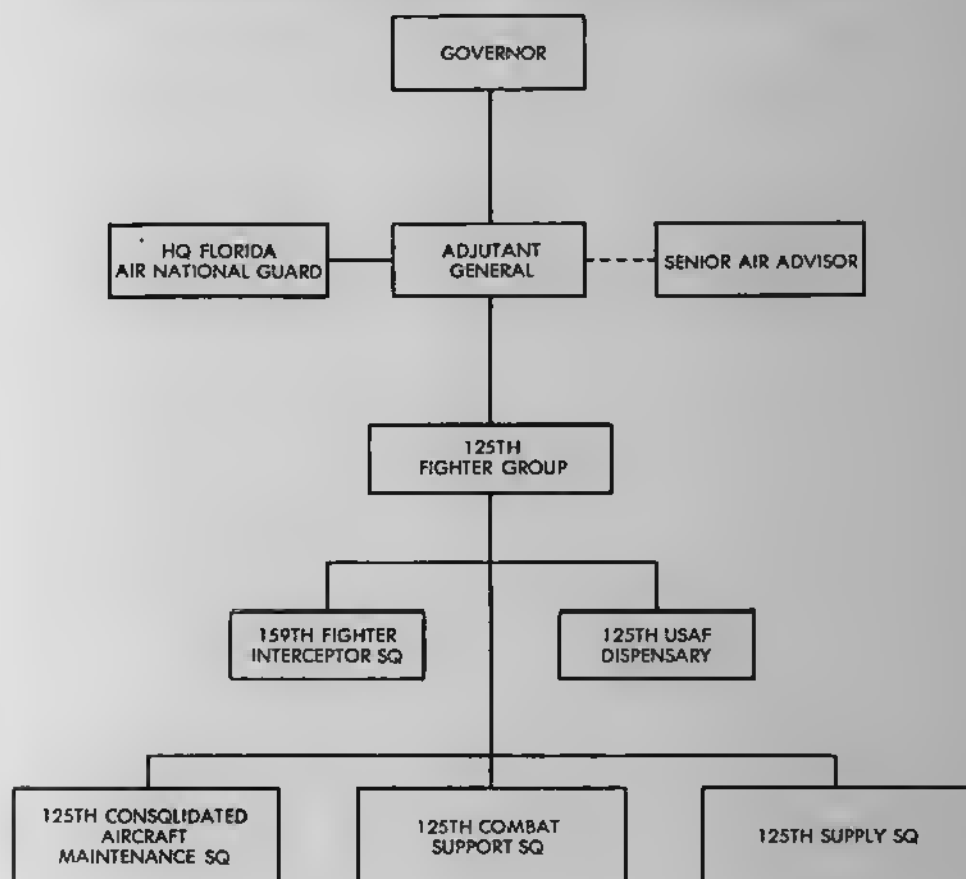 GOVERNOR
HQ FLORIDA
AIR NATIONAL GUARD
ADJUTANT
GENERAL
SENIOR AIR ADVISOR
125TH
FIGHTER GROUP
159TH FIGHTER
INTERCEPTOR SQ
125TH USAF
DISPENSARY
125TH CONSOLIDATED
AIRCRAFT
MAINTENANCE SQ
125TH COMBAT
SUPPORT SQ
125TH SUPPLY SQ